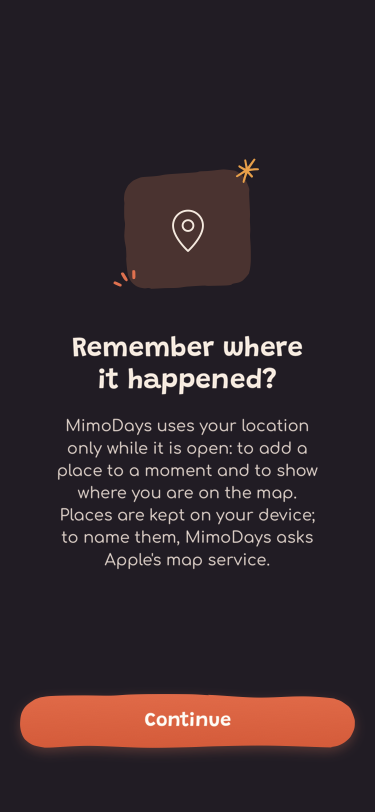 Remember where
it happened?
MimoDays uses your location
only while it is open: to add a
place to a moment and to show
where you are on the map.
Places are kept on your device;
to name them, MimoDays asks
Apple's map service.
Continue